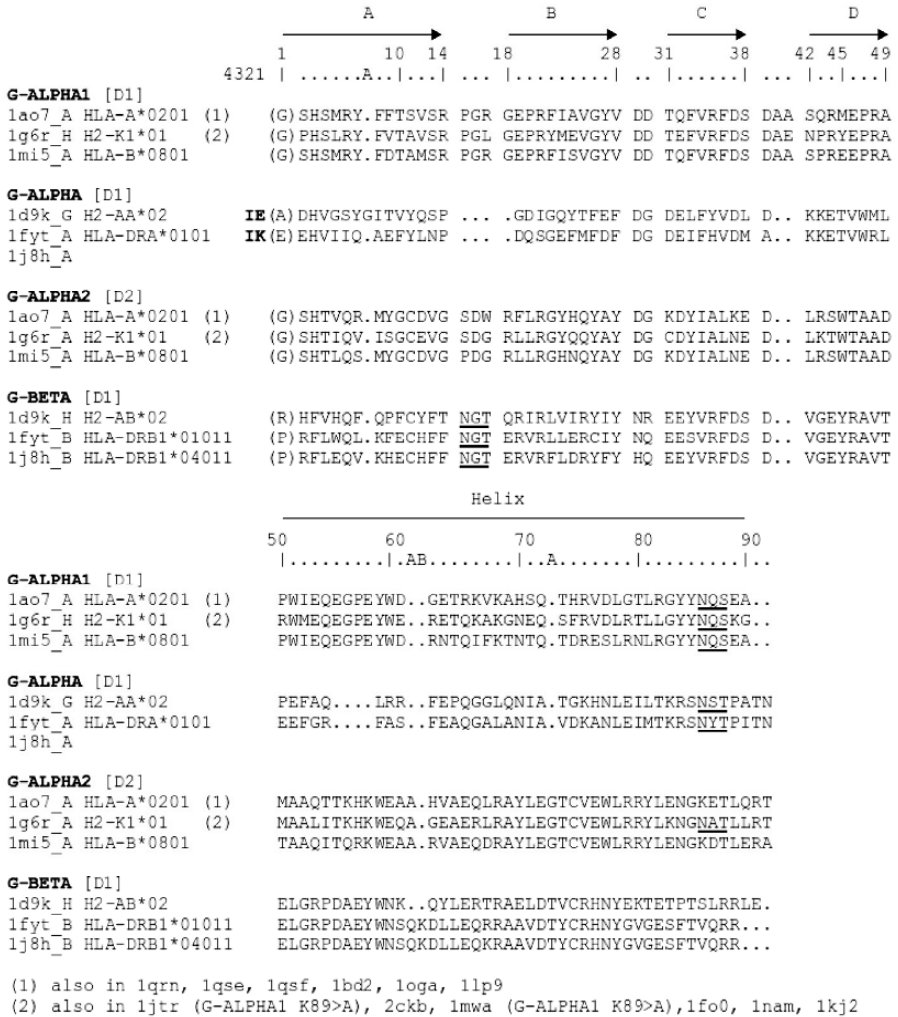 A B C D
1 10 14 18 28 31 38 42 45 49
4321 |.......A.|...| |.........| .. |......| ... |..|...|
G-ALPHA1 [D1]
1ao7_A HLA-A*0201 (1) (G)SHSMRY.FFTSVSR PGR GEPRFIAVGYV DD TQFVRFDS DAA SQRMEPRA
1g6r_H H2-K1*01 (2) (G)PHSLRY.FVTAVSR PGL GEPRYMEVGYV DD TEFVRFDS DAE NPRYEPRA
1mi5_A HLA-B*0801 (G)SHSMRY.FDTAMSR PGR GEPRFISVGYV DD TQFVRFDS DAA SPREEPRA
G-ALPHA [D1]
1d9k_G H2-AA*02 IE(A)DHVGSYGITVYQSP ... .GDIGQYTFEF DG DELFYVDL D.. KKETVWML
1fyt_A HLA-DRA*0101 IK(E)EHVIIQ.AEFYLNP ... .DQSGEFMFDF DG DEIFHVDM A.. KKETVWRL
1j8h_A
G-ALPHA2 [D2]
1ao7_A HLA-A*0201 (1) (G)SHTVQR.MYGCDVG SDW RFLRGYHQYAY DG KDYIALKE D.. LRSWTAAD
1g6r_A H2-K1*01 (2) (G)SHTIQV.ISGCEVG SDG RLLRGYQQYAY DG CDYIALNE D.. LKTWTAAD
1mi5_A HLA-B*0801 (G)SHTLQS.MYGCDVG PDG RLLRGHNQYAY DG KDYIALNE D.. LRSWTAAD
G-BETA [D1]
1d9k_H H2-AB*02 (R)HFVHQF.QPFCYFT NGT QRIRLVIRYIY NR EEYVRFDS D.. VGEYRAVT
1fyt_B HLA-DRB1*01011 (P)RFLWQL.KFECHFF NGT ERVRLLERCIY NQ EESVRFDS D.. VGEYRAVT
1j8h_B HLA-DRB1*04011 (P)RFLEQV.KHECHFF NGT ERVRFLDRYFY HQ EEYVRFDS D.. VGEYRAVT
Helix
50 60 70 80 90
|.........|.AB........|..A.......|.........|..
G-ALPHA1 [D1]
1ao7_A HLA-A*0201 (1) PWIEQEGPEYWD..GETRKVKAHSQ.THRVDLGTLRGYYNQSEA..
1g6r_H H2-K1*01 (2) RWMEQEGPEYWE..RETQKAKGNEQ.SFRVDLRTLLGYYNQSKG..
1mi5_A HLA-B*0801 PWIEQEGPEYWD..RNTQIFKTNTQ.TDRESLRNLRGYYNQSEA..
G-ALPHA [D1]
1d9k_G H2-AA*02 PEFAQ....LRR..FEPQGGLQNIA.TGKHNLEILTKRSNSTPATN
1fyt_A HLA-DRA*0101 EEFGR....FAS..FEAQGALANIA.VDKANLEIMTKRSNYTPITN
1j8h_A
G-ALPHA2 [D2]
1ao7_A HLA-A*0201 (1) MAAQTTKHKWEAA.HVAEQLRAYLEGTCVEWLRRYLENGKETLQRT
1g6r_A H2-K1*01 (2) MAALITKHKWEQA.GEAERLRAYLEGTCVEWLRRYLKNGNATLLRT
1mi5_A HLA-B*0801 TAAQITQRKWEAA.RVAEQDRAYLEGTCVEWLRRYLENGKDTLERA
G-BETA [D1]
1d9k_H H2-AB*02 ELGRPDAEYWNK..QYLERTRAELDTVCRHNYEKTETPTSLRRLE.
1fyt_B HLA-DRB1*01011 ELGRPDAEYWNSQKDLLEQRRAAVDTYCRHNYGVGESFTVQRR...
1j8h_B HLA-DRB1*04011 ELGRPDAEYWNSQKDLLEQRRAAVDTYCRHNYGVGESFTVQRR...
(1) also in 1qrn, 1qse, 1qsf, 1bd2, 1oga, 1lp9
(2) also in 1jtr (G-ALPHA1 K89>A), 2ckb, 1mwa (G-ALPHA1 K89>A),1fo0, 1nam, 1kj2